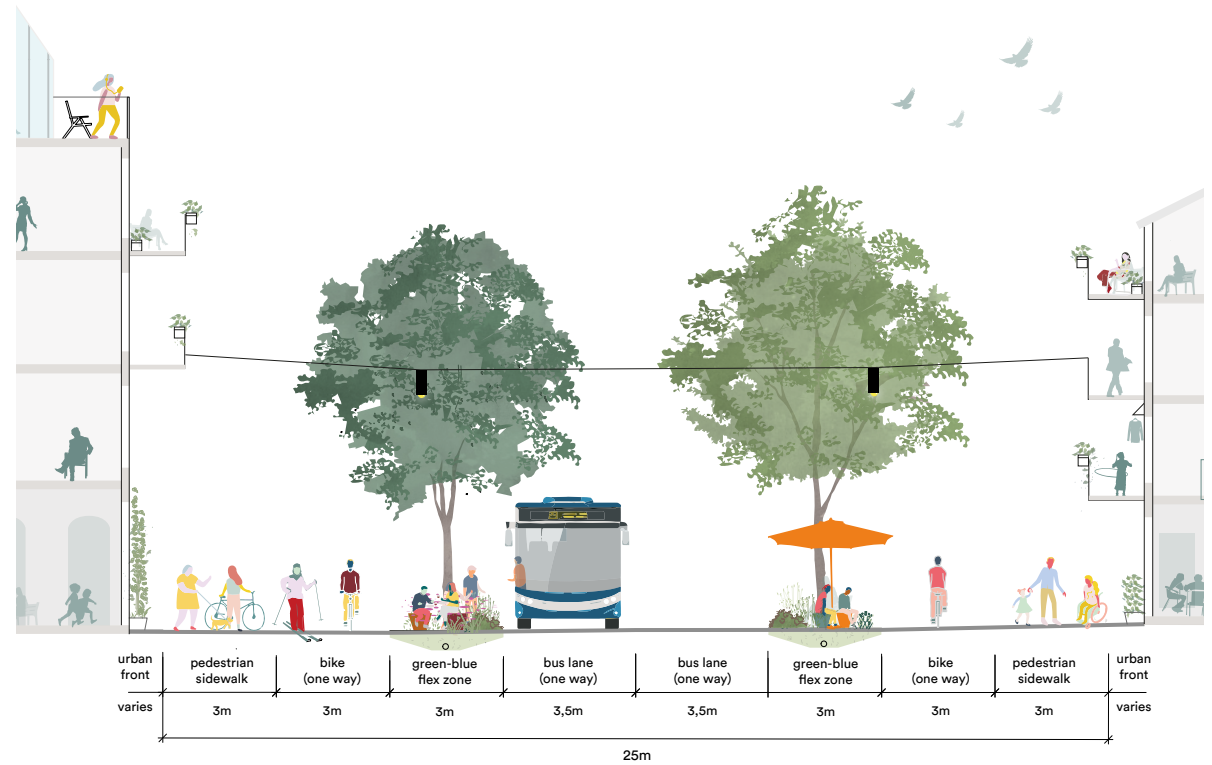 urban
front
pedestrian
sidewalk
bike
(one way)
green-blue
flex zone
bus lane
(one way)
bus lane
(one way)
green-blue
flex zone
bike
(one way)
pedestrian
sidewalk
urban
front
varies
3m
3m
3m
3,5m
3,5m
3m
3m
3m
varies
25m